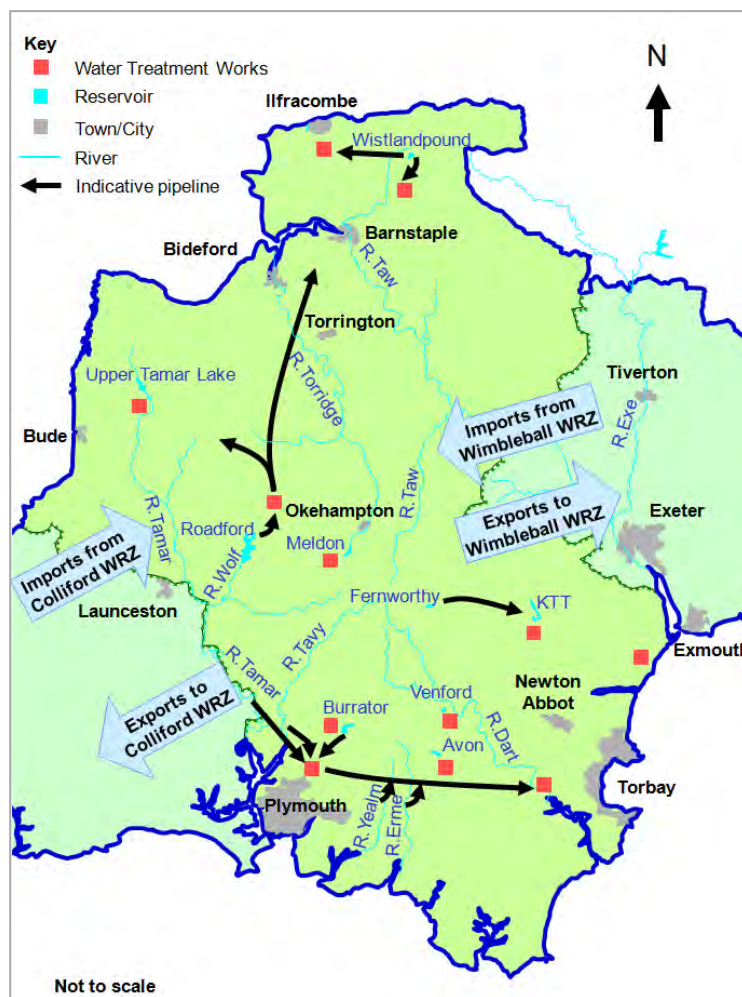 Key
Water Treatment Works
Reservoir
Town/City
River
Indicative pipeline
N
Ilfracombe
Wistlandpound
Barnstaple
Bideford
R.Taw
Torrington
R.Torridge
Upper Tamar Lake
Tiverton
Imports from
Wimbleball WRZ
R.Exe
Bude
R.Taw
Exports to
Wimbleball WRZ
Exeter
Okehampton
R.Tamar
Roadford
Meldon
Imports from
Colliford WRZ
R.Wolf
Launceston
Fernworthy
KTT
Exmouth
R.Tavy
R.Tamar
Newton
Abbot
Venford
Burrator
Exports to
Colliford WRZ
R.Dart
Avon
Torbay
Plymouth
R.Yealm
R.Erme
Not to scale